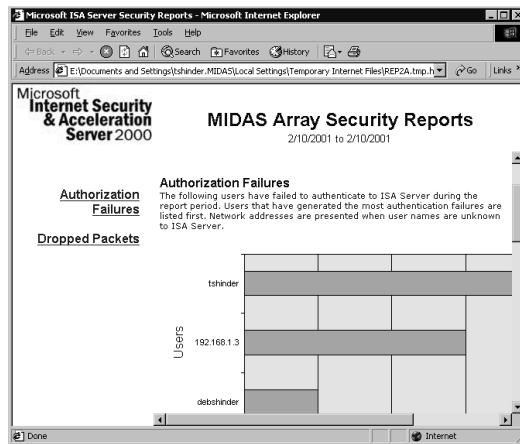 Microsoft ISA Server Security Reports - Microsoft Internet Explorer
File Edit View Favorites Tools Help
Back Search Favorites History
Address E:\Documents and Settings\tshinder.MIDAS\Local Settings\Temporary Internet Files\REP2A.tmp.h Go Links »
Microsoft
Internet Security
& Acceleration
Server 2000
MIDAS Array Security Reports
2/10/2001 to 2/10/2001
Authorization
Failures
Dropped Packets
Authorization Failures
The following users have failed to authenticate to ISA Server during the
report period. Users that have generated the most authentication failures are
listed first. Network addresses are presented when user names are unknown
to ISA Server.
Users
tshinder
192.168.1.3
debshinder
Done Internet